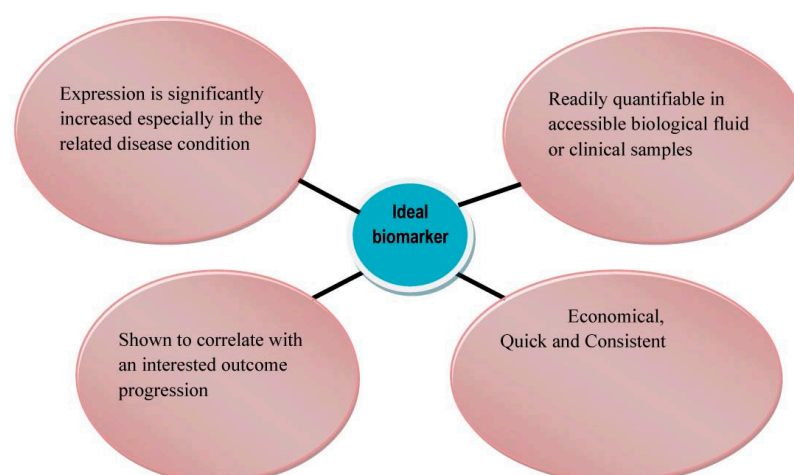 Expression is significantly
increased especially in the
related disease condition
Readily quantifiable in
accessible biological fluid
or clinical samples
Ideal
biomarker
Shown to correlate with
an interested outcome
progression
Economical,
Quick and Consistent